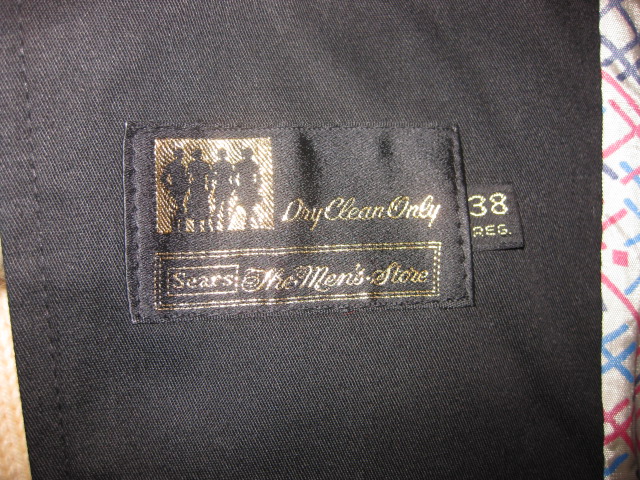 Dry Clean Only
38
REG.
Sears The Men's Store